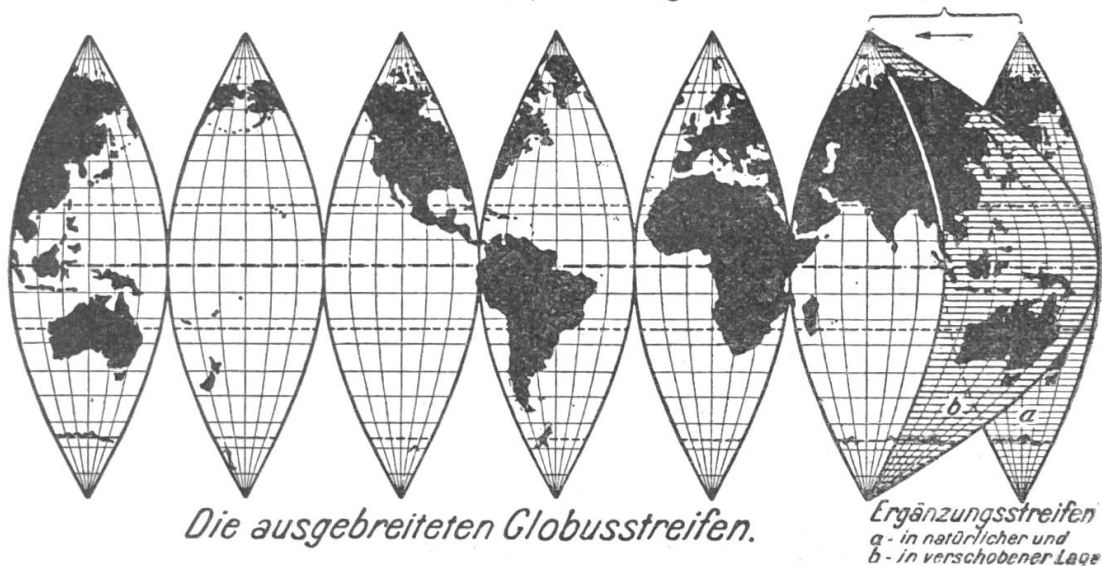 b
a
Die ausgebreiteten Globusstreifen.
Ergänzungsstreifen
a - in natürlicher und
b - in verschobener Lage